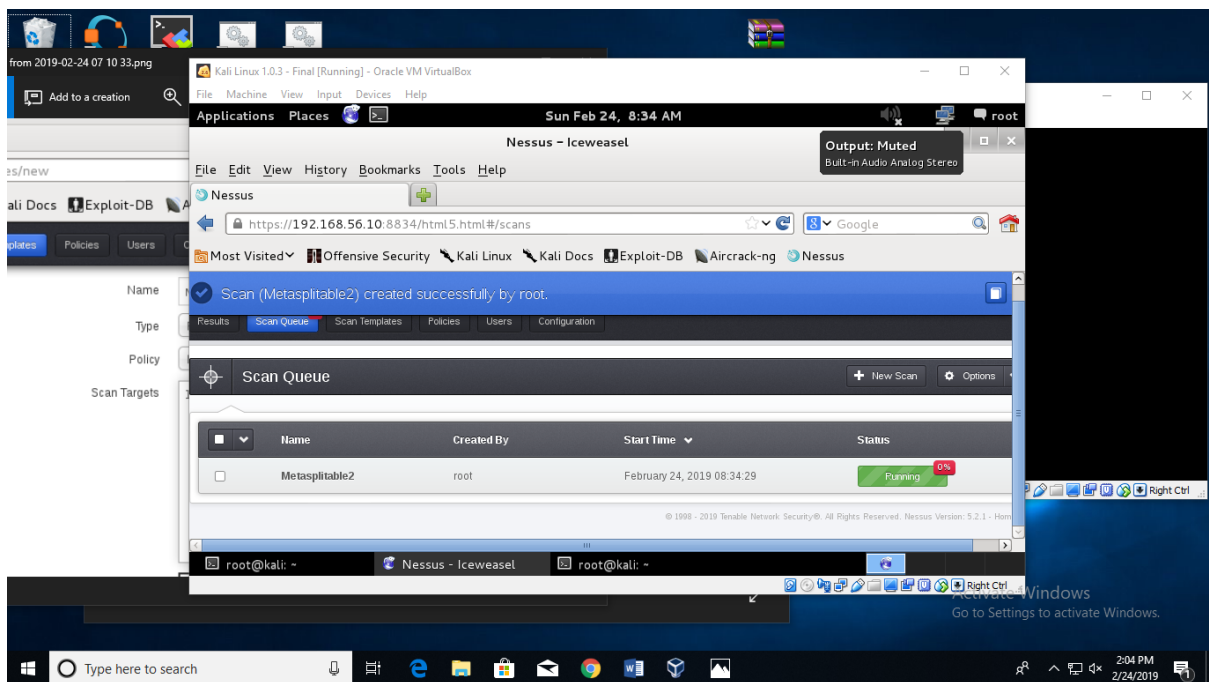 from 2019-02-24 07 10 33.png
Add to a creation
es/new
ali Docs Exploit-DB
Policies Users
Name
Type
Policy
Scan Targets
Kali Linux 1.0.3 - Final [Running] - Oracle VM VirtualBox
File Machine View Input Devices Help
Applications Places Sun Feb 24, 8:34 AM root
Nessus - Iceweasel
Output: Muted
Built-in Audio Analog Stereo
File Edit View History Bookmarks Tools Help
Nessus
https://192.168.56.10:8834/html5.html#/scans
8 Google
Most Visited Offensive Security Kali Linux Kali Docs Exploit-DB Aircrack-ng Nessus
Scan (Metasplitable2) created successfully by root.
Results Scan Queue Scan Templates Policies Users Configuration
Scan Queue
New Scan Options
Name Created By Start Time Status
Metasplitable2 root February 24, 2019 08:34:29 Running 0%
© 1998 - 2019 Tenable Network Security®. All Rights Reserved. Nessus Version: 5.2.1 - Hom
root@kali: ~ Nessus - Iceweasel root@kali: ~
Right Ctrl
Right Ctrl
Activate Windows
Go to Settings to activate Windows.
Type here to search
2:04 PM
2/24/2019
1